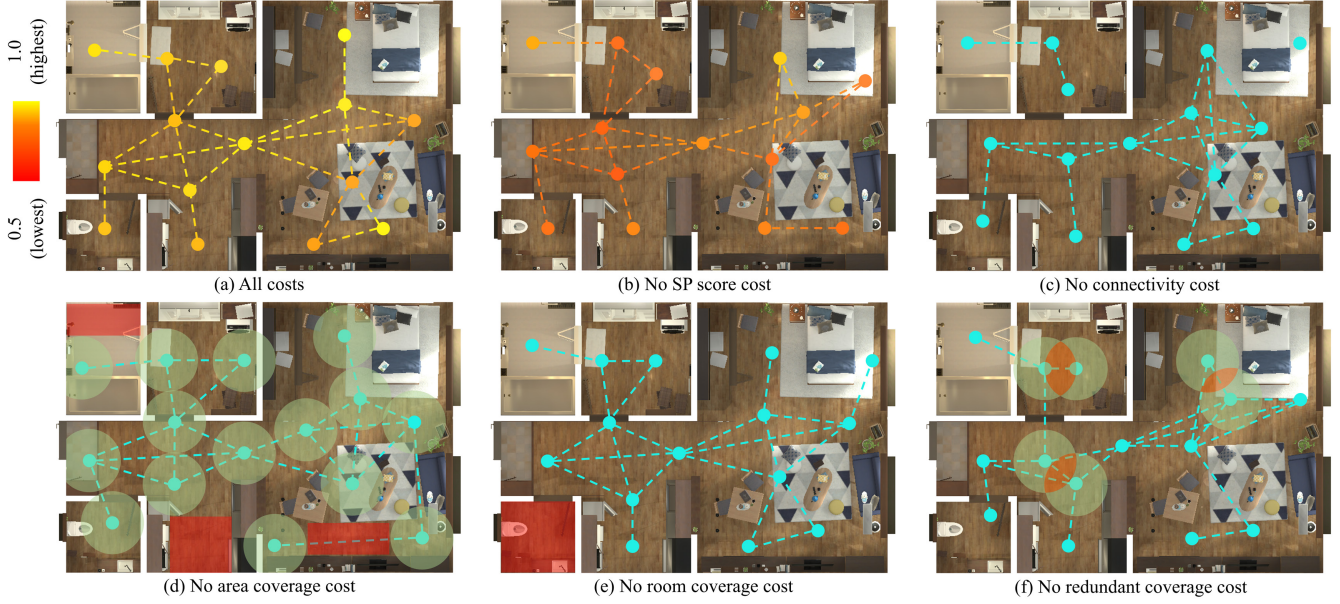 1.0
(highest)
0.5
(lowest)
(a) All costs
(b) No SP score cost
(c) No connectivity cost
(d) No area coverage cost
(e) No room coverage cost
(f) No redundant coverage cost